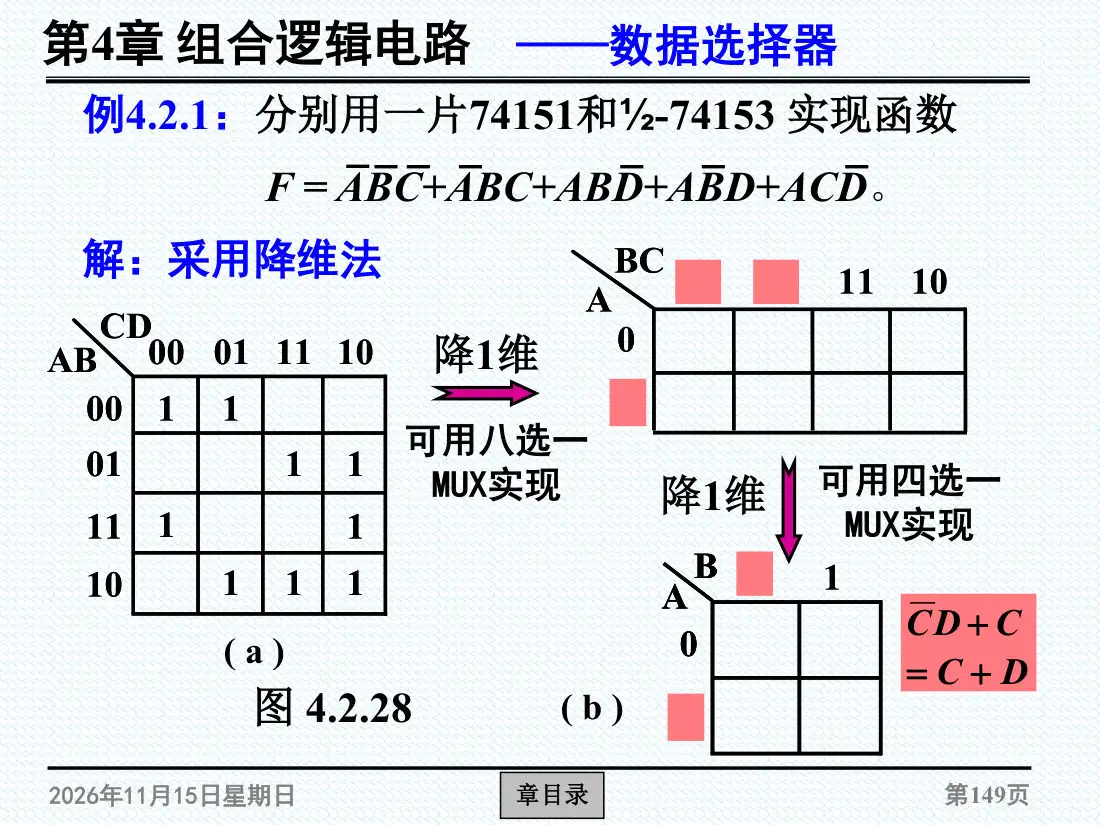 第4章 组合逻辑电路 ——数据选择器
例4.2.1：分别用一片74151和½-74153 实现函数
F = A̅B̅C̅+A̅BC+ABD̅+AB̅D+ACD̅。
解：采用降维法
CD
AB
00 01 11 10
00 1 1
01 1 1
11 1 1
10 1 1 1
( a )
图 4.2.28
降1维
可用八选一
MUX实现
BC
A
11 10
0
降1维
可用四选一
MUX实现
B
A
1
0
( b )
C̅D + C
= C + D
2026年11月15日星期日
章目录
第149页